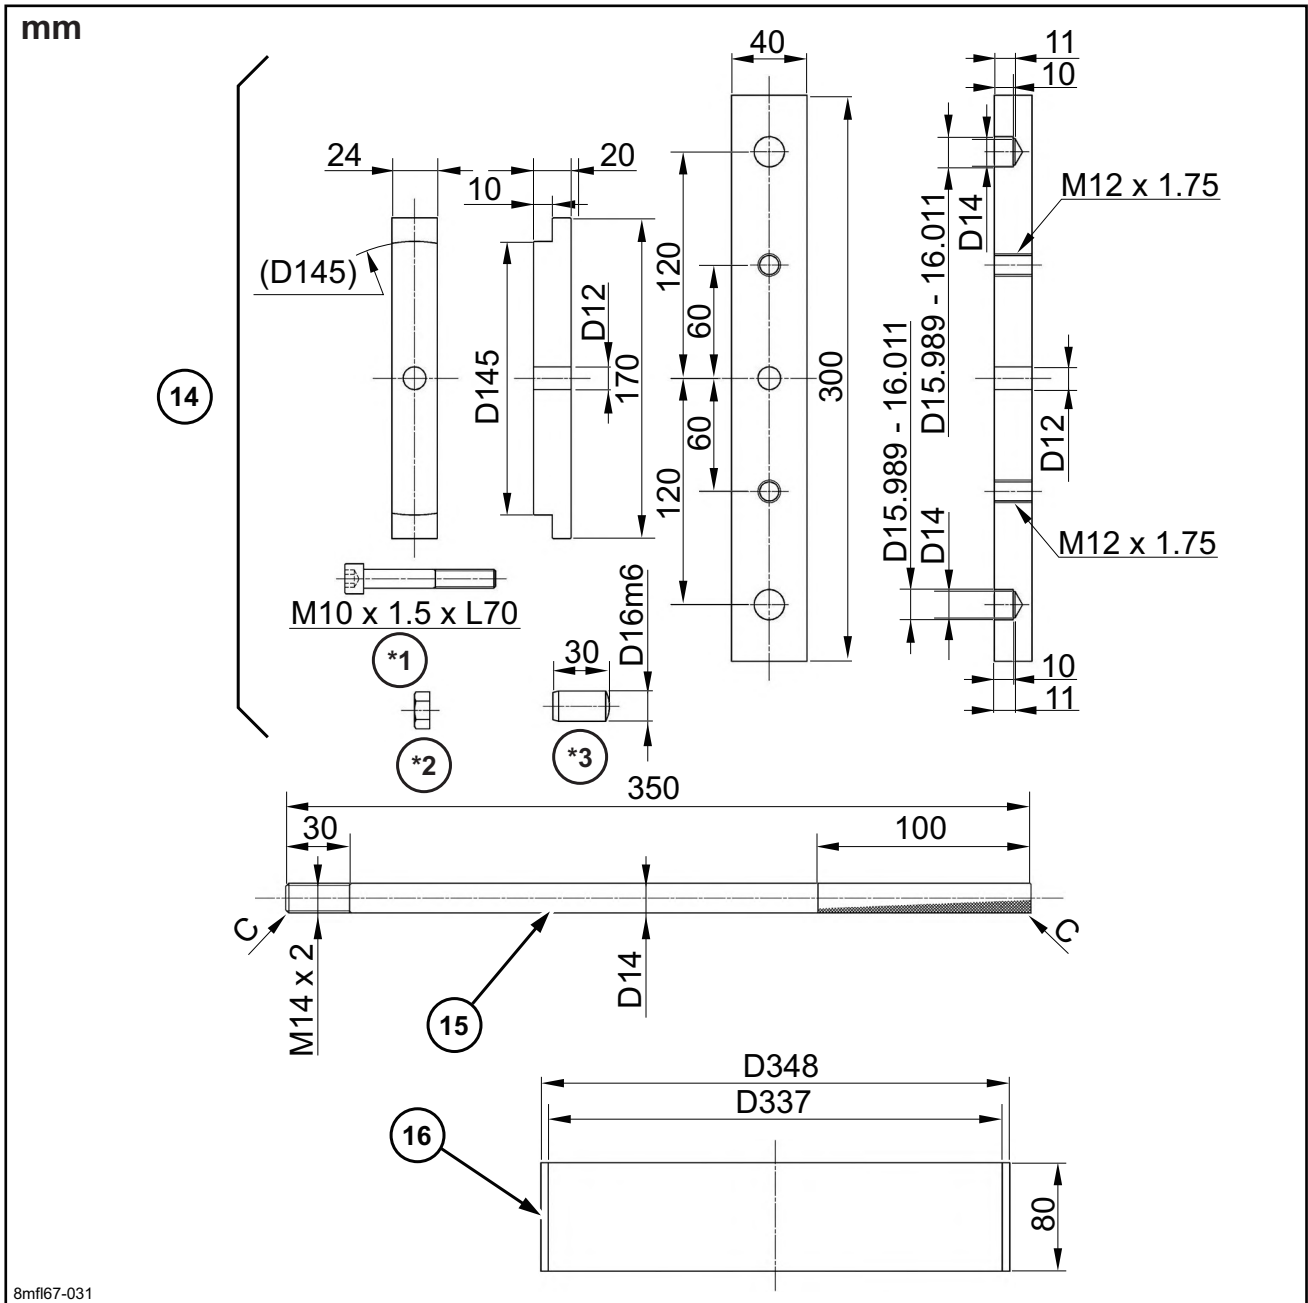 mm
40
11
10
24
20
10
M12 x 1.75
(D145)
D145
D12
170
120
60
60
120
300
D15.989 - 16.011
D14
D15.989 - 16.011
D14
D12
M12 x 1.75
14
M10 x 1.5 x L70
*1
*2
30
D16m6
*3
10
11
350
30
100
C
M14 x 2
D14
C
15
D348
D337
16
80
8mfl67-031